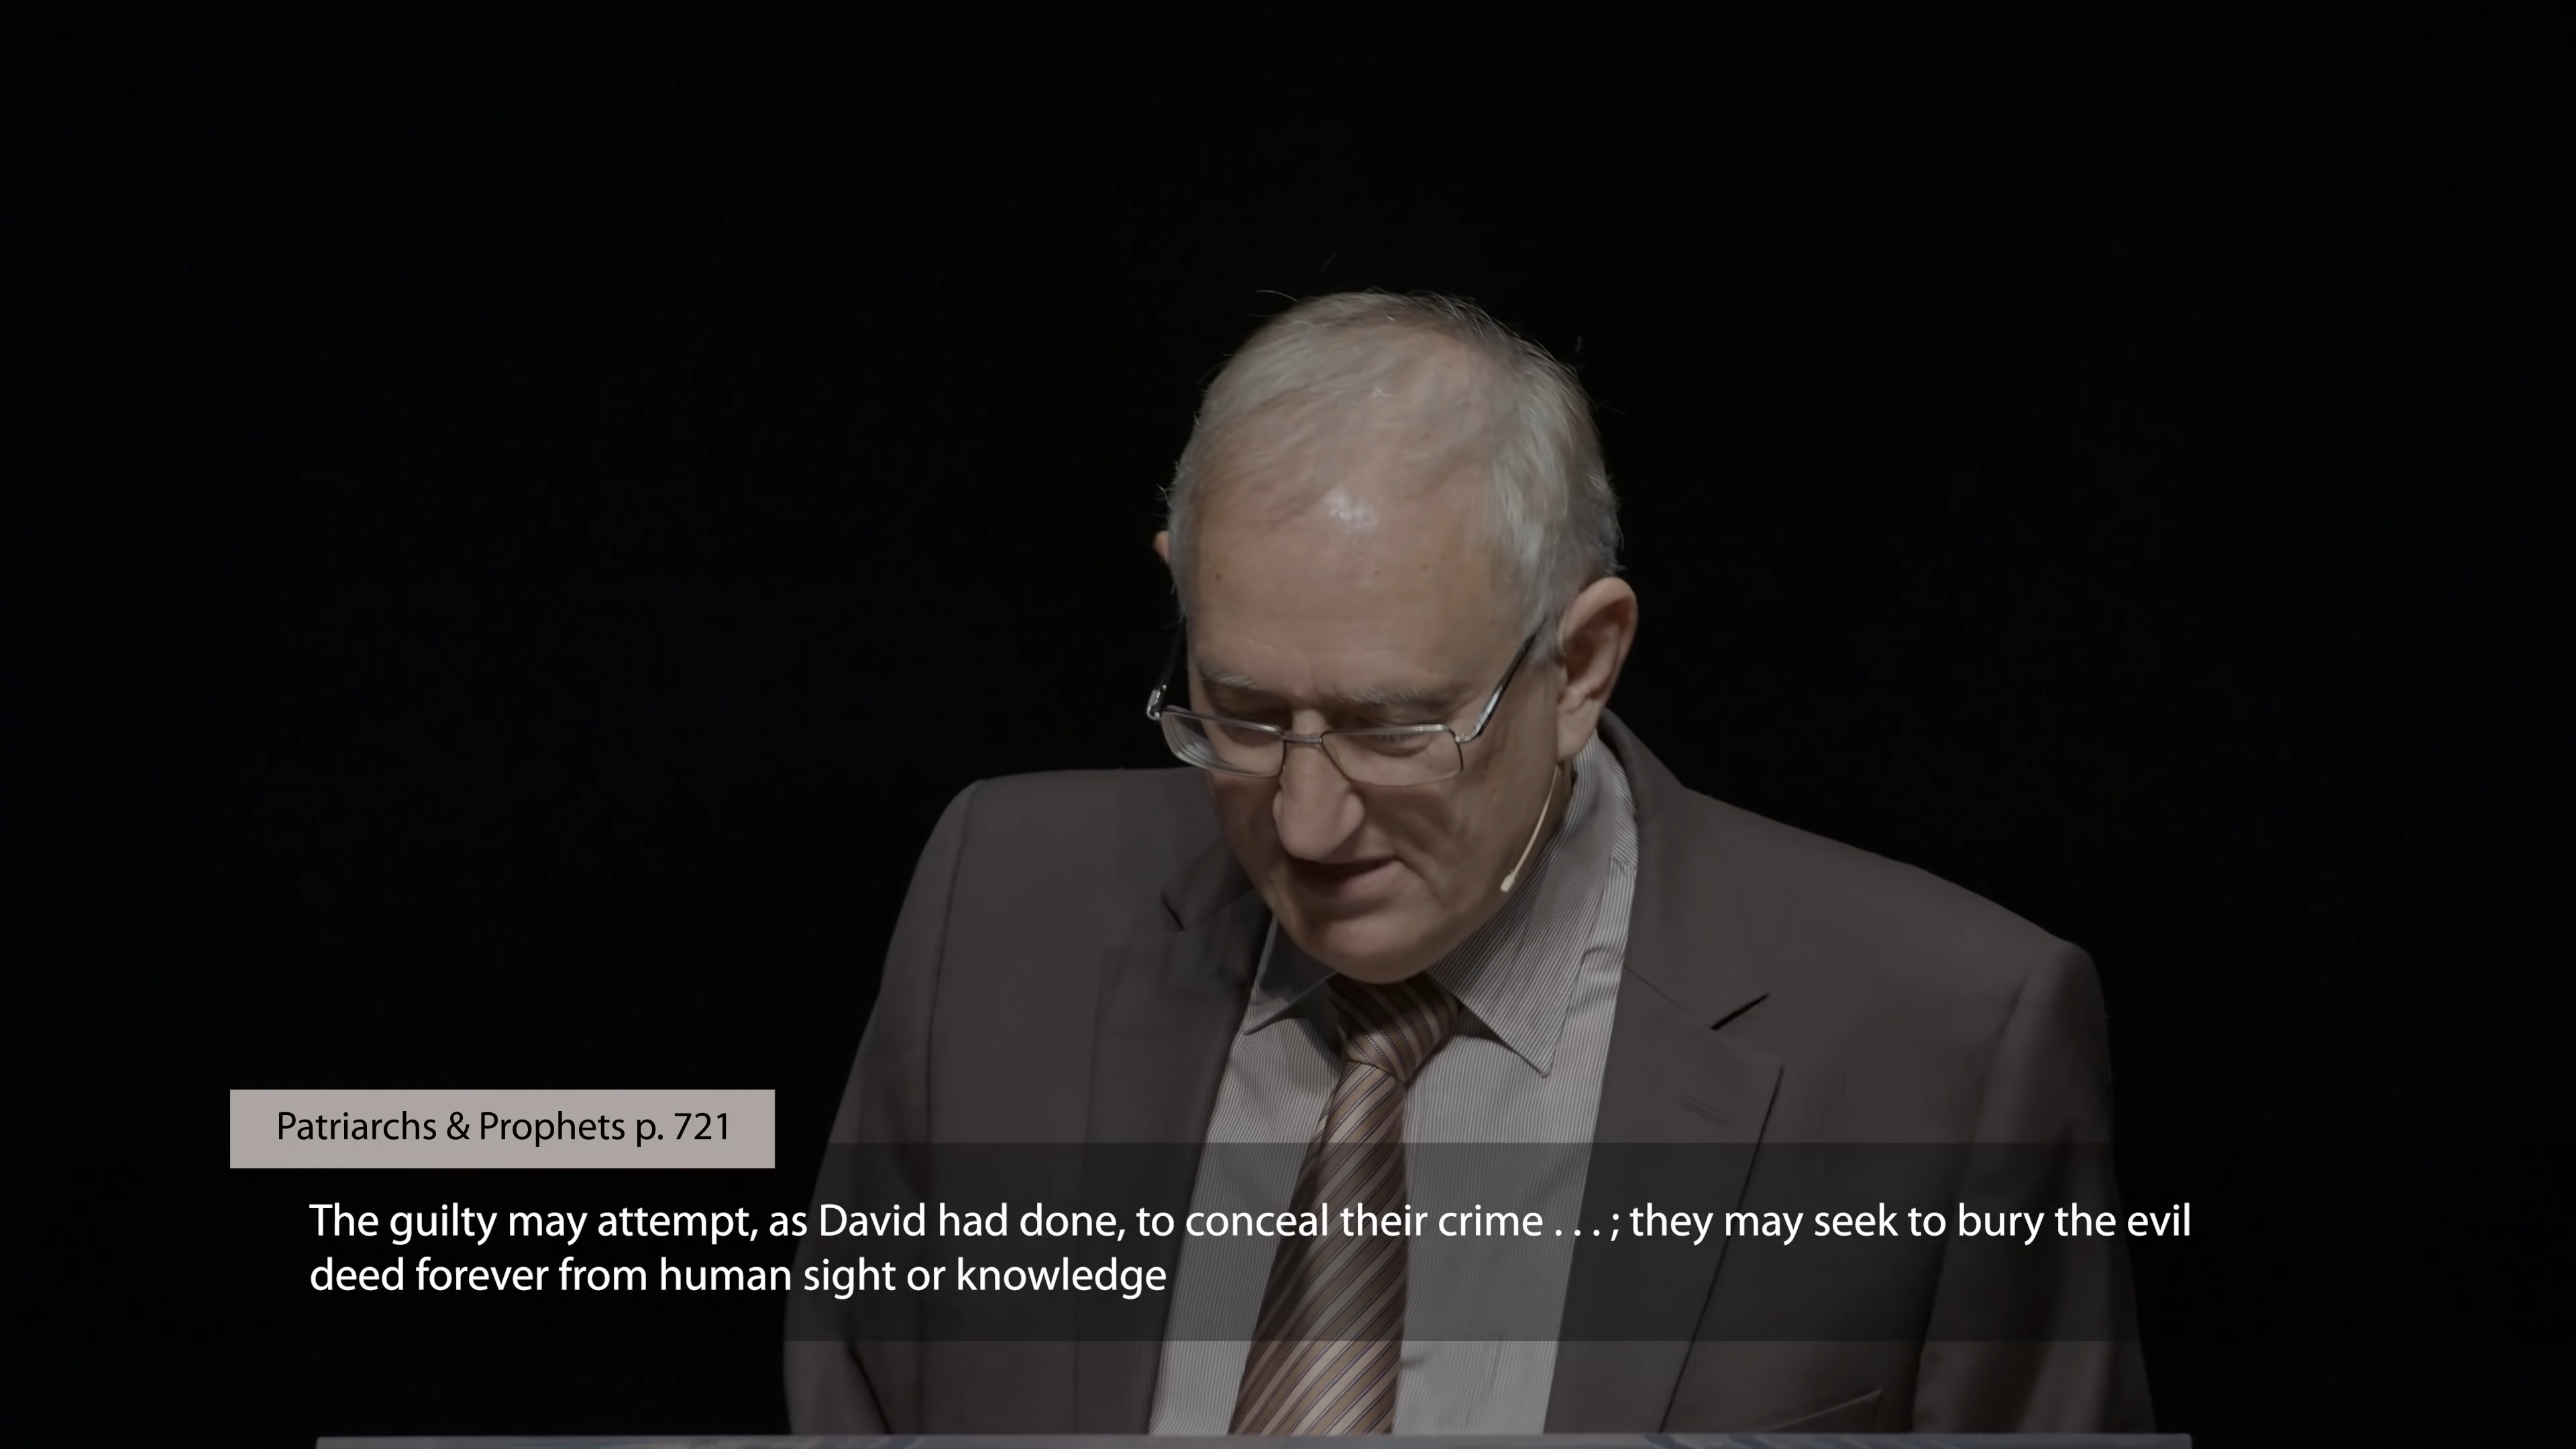 Patriarchs & Prophets p. 721
The guilty may attempt, as David had done, to conceal their crime . . . ; they may seek to bury the evil
deed forever from human sight or knowledge